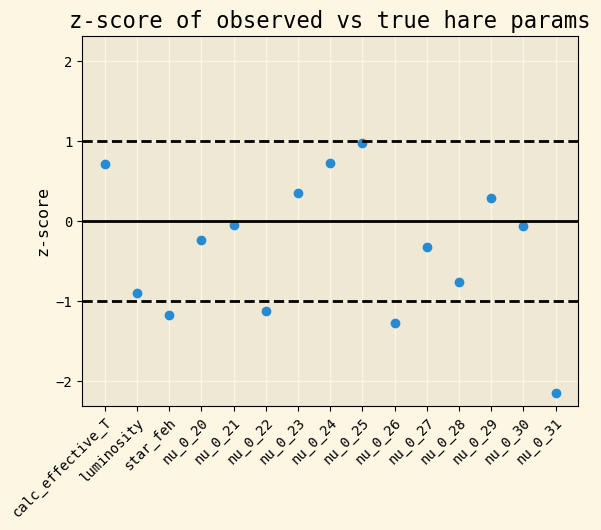 z-score of observed vs true hare params
2
1
0
−1
−2
z-score
calc_effective_T
luminosity
star_feh
nu_0_20
nu_0_21
nu_0_22
nu_0_23
nu_0_24
nu_0_25
nu_0_26
nu_0_27
nu_0_28
nu_0_29
nu_0_30
nu_0_31